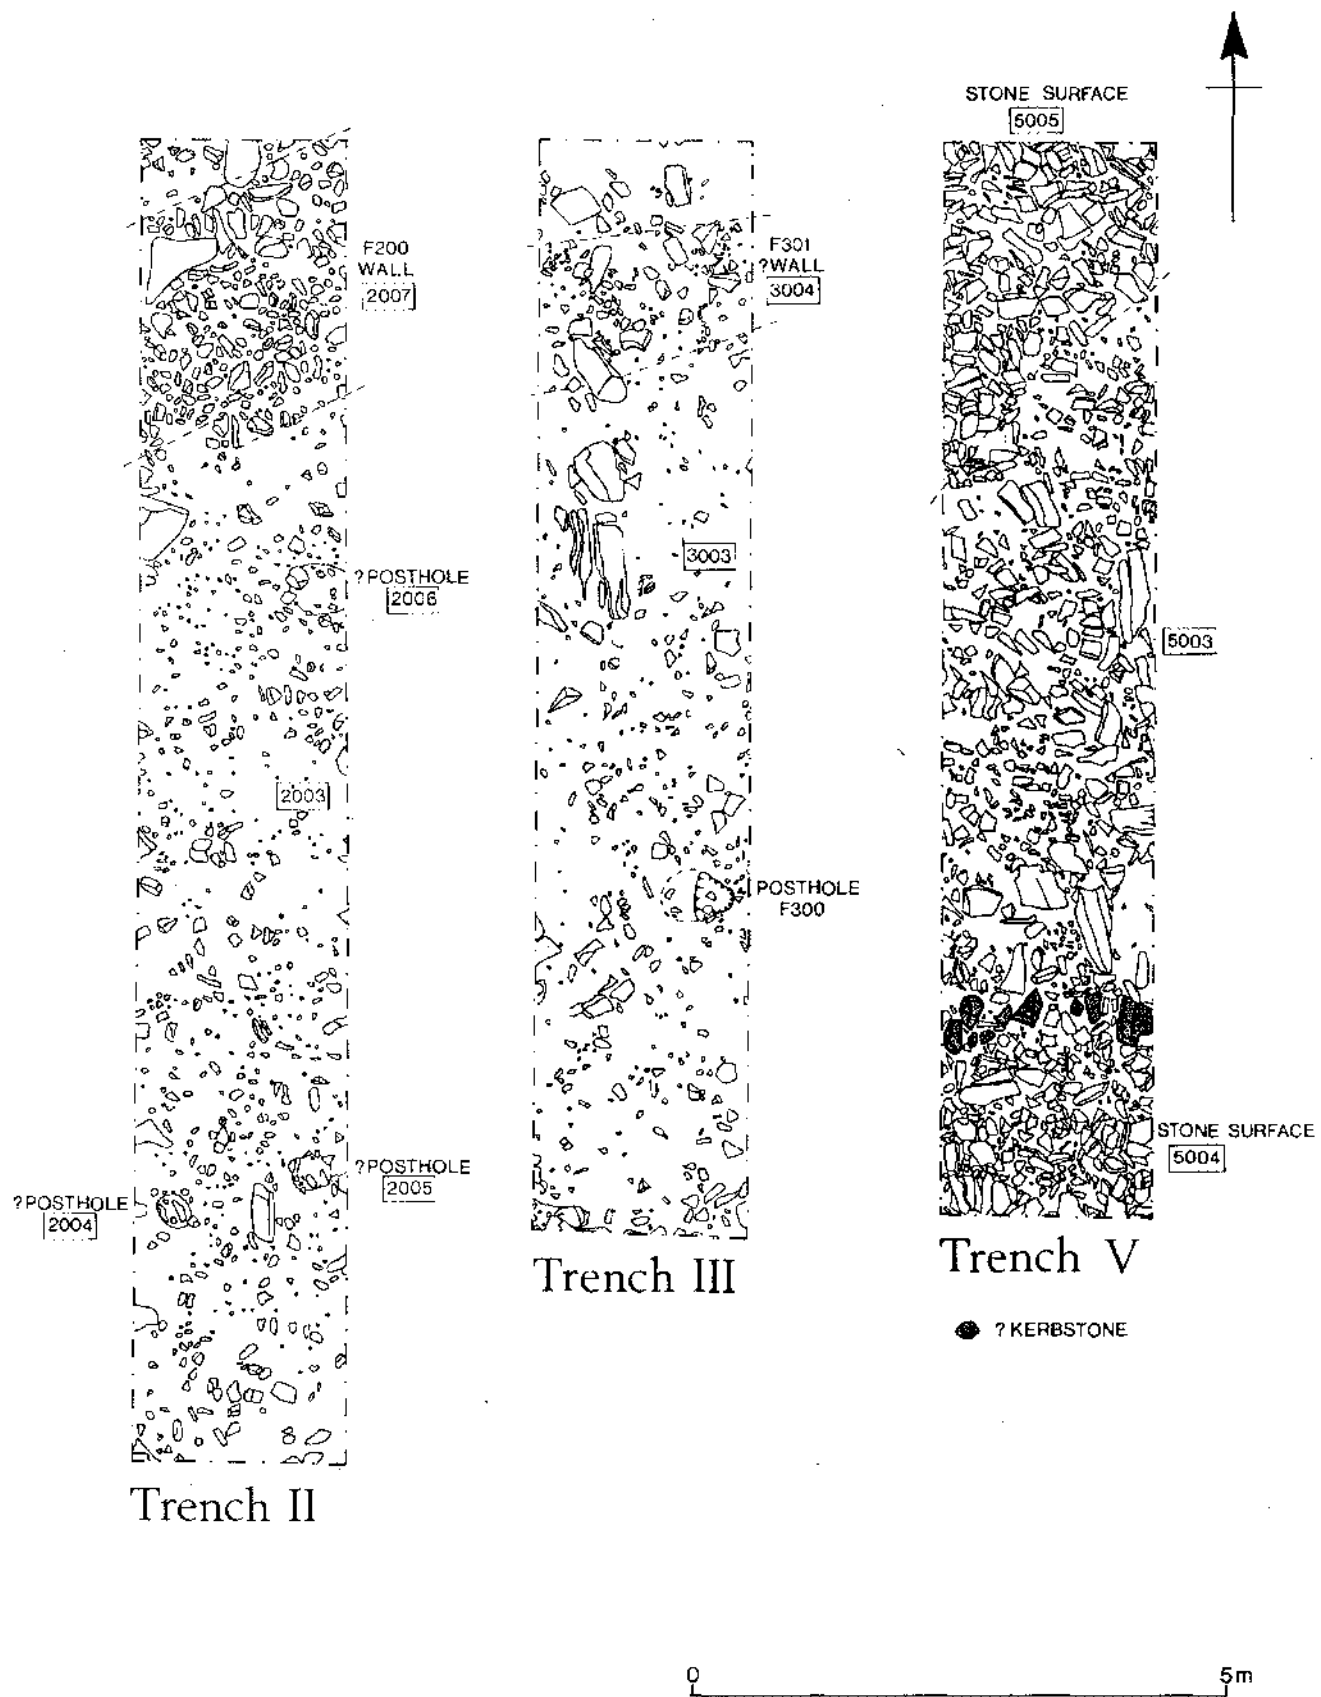 STONE SURFACE
5005
F200
WALL
2007
F301
?WALL
3004
?POSTHOLE
2006
3003
5003
2003
POSTHOLE
F300
?POSTHOLE
2005
?POSTHOLE
2004
STONE SURFACE
5004
Trench II
Trench III
Trench V
? KERBSTONE
0 5m